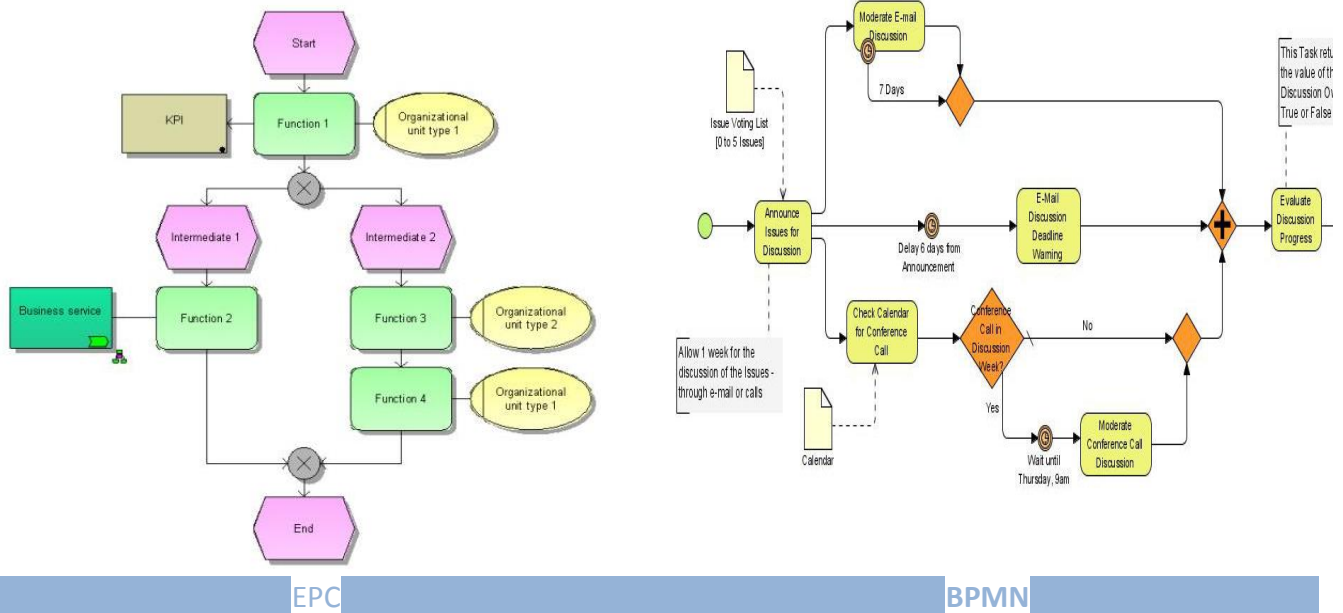 Start
KPI
Function 1
Organizational
unit type 1
Intermediate 1
Intermediate 2
Business service
Function 2
Function 3
Organizational
unit type 2
Function 4
Organizational
unit type 1
End
EPC
Moderate E-mail
Discussion
7 Days
Issue Voting List
[0 to 5 Issues]
This Task retu
the value of th
Discussion Ov
True or False
Announce
Issues for
Discussion
Delay 6 days from
Announcement
E-Mail
Discussion
Deadline
Warning
Evaluate
Discussion
Progress
Check Calendar
for Conference
Call
Conference
Call in
Discussion
Week?
No
Allow 1 week for the
discussion of the Issues -
through e-mail or calls
Yes
Calendar
Wait until
Thursday, 9am
Moderate
Conference Call
Discussion
BPMN